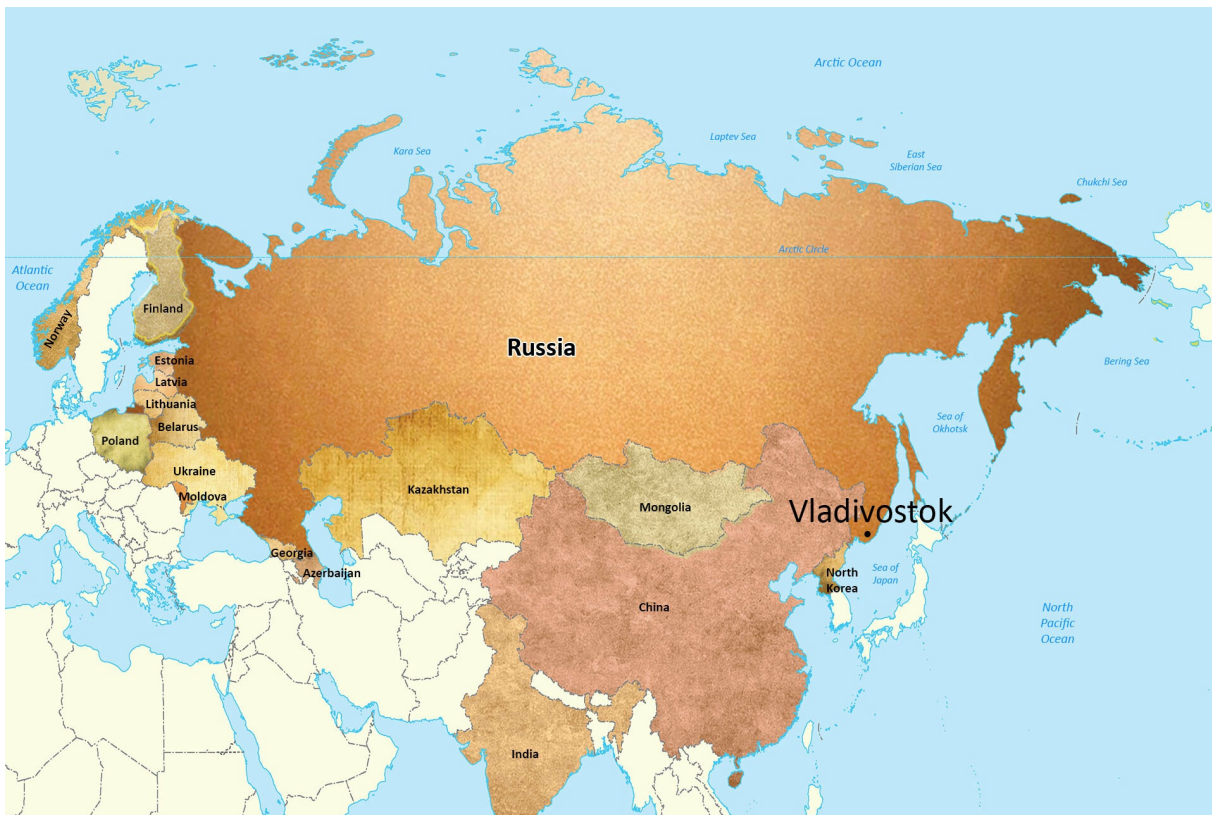 Arctic Ocean
Laptev Sea
Kara Sea
East
Siberian Sea
Chukchi Sea
Arctic Circle
Atlantic
Ocean
Finland
Norway
Russia
Estonia
Latvia
Lithuania
Belarus
Poland
Bering Sea
Sea of
Okhotsk
Ukraine
Moldova
Kazakhstan
Mongolia
Vladivostok
Georgia
Azerbaijan
North
Korea
Sea of
Japan
China
North
Pacific
Ocean
India